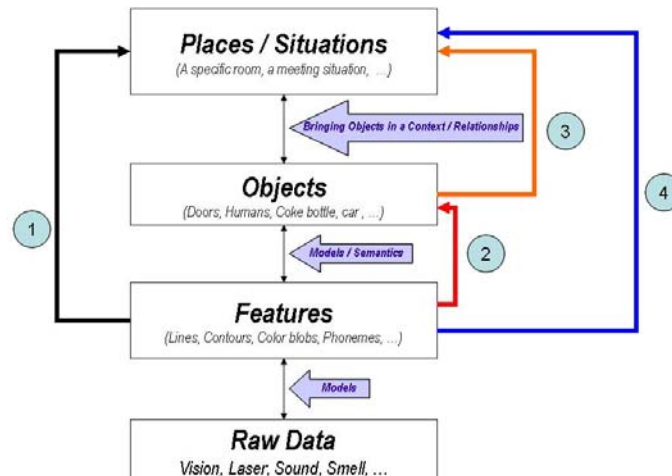 Places / Situations
(A specific room, a meeting situation, …)
Bringing Objects in a Context / Relationships
3
Objects
(Doors, Humans, Coke bottle, car , …)
4
1
Models / Semantics
2
Features
(Lines, Contours, Color blobs, Phonemes, …)
Models
Raw Data
Vision, Laser, Sound, Smell, …